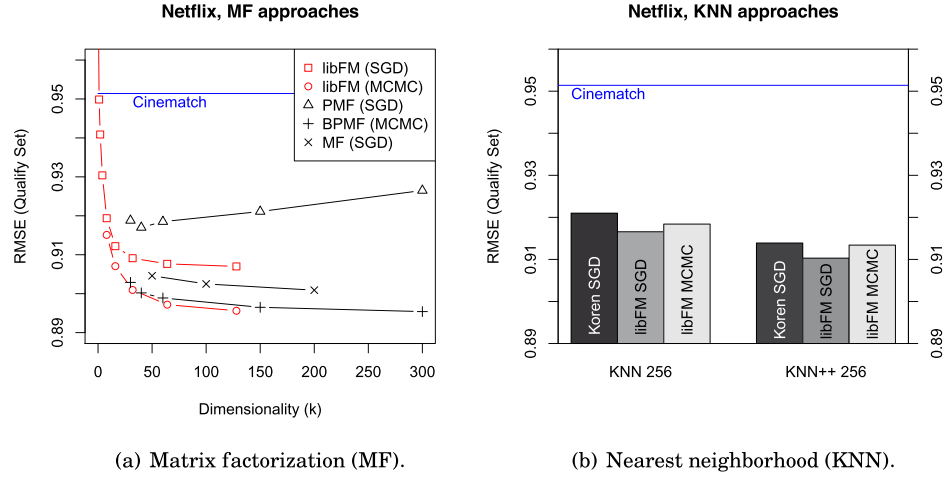 Netflix, MF approaches
RMSE (Qualify Set)
0.95
0.93
0.91
0.89
Cinematch
libFM (SGD)
libFM (MCMC)
PMF (SGD)
BPMF (MCMC)
MF (SGD)
0 50 100 150 200 250 300
Dimensionality (k)
(a) Matrix factorization (MF).
Netflix, KNN approaches
RMSE (Qualify Set)
0.95
0.93
0.91
0.89
Cinematch
Koren SGD
libFM SGD
libFM MCMC
Koren SGD
libFM SGD
libFM MCMC
0.95
0.93
0.91
0.89
KNN 256
KNN++ 256
(b) Nearest neighborhood (KNN).